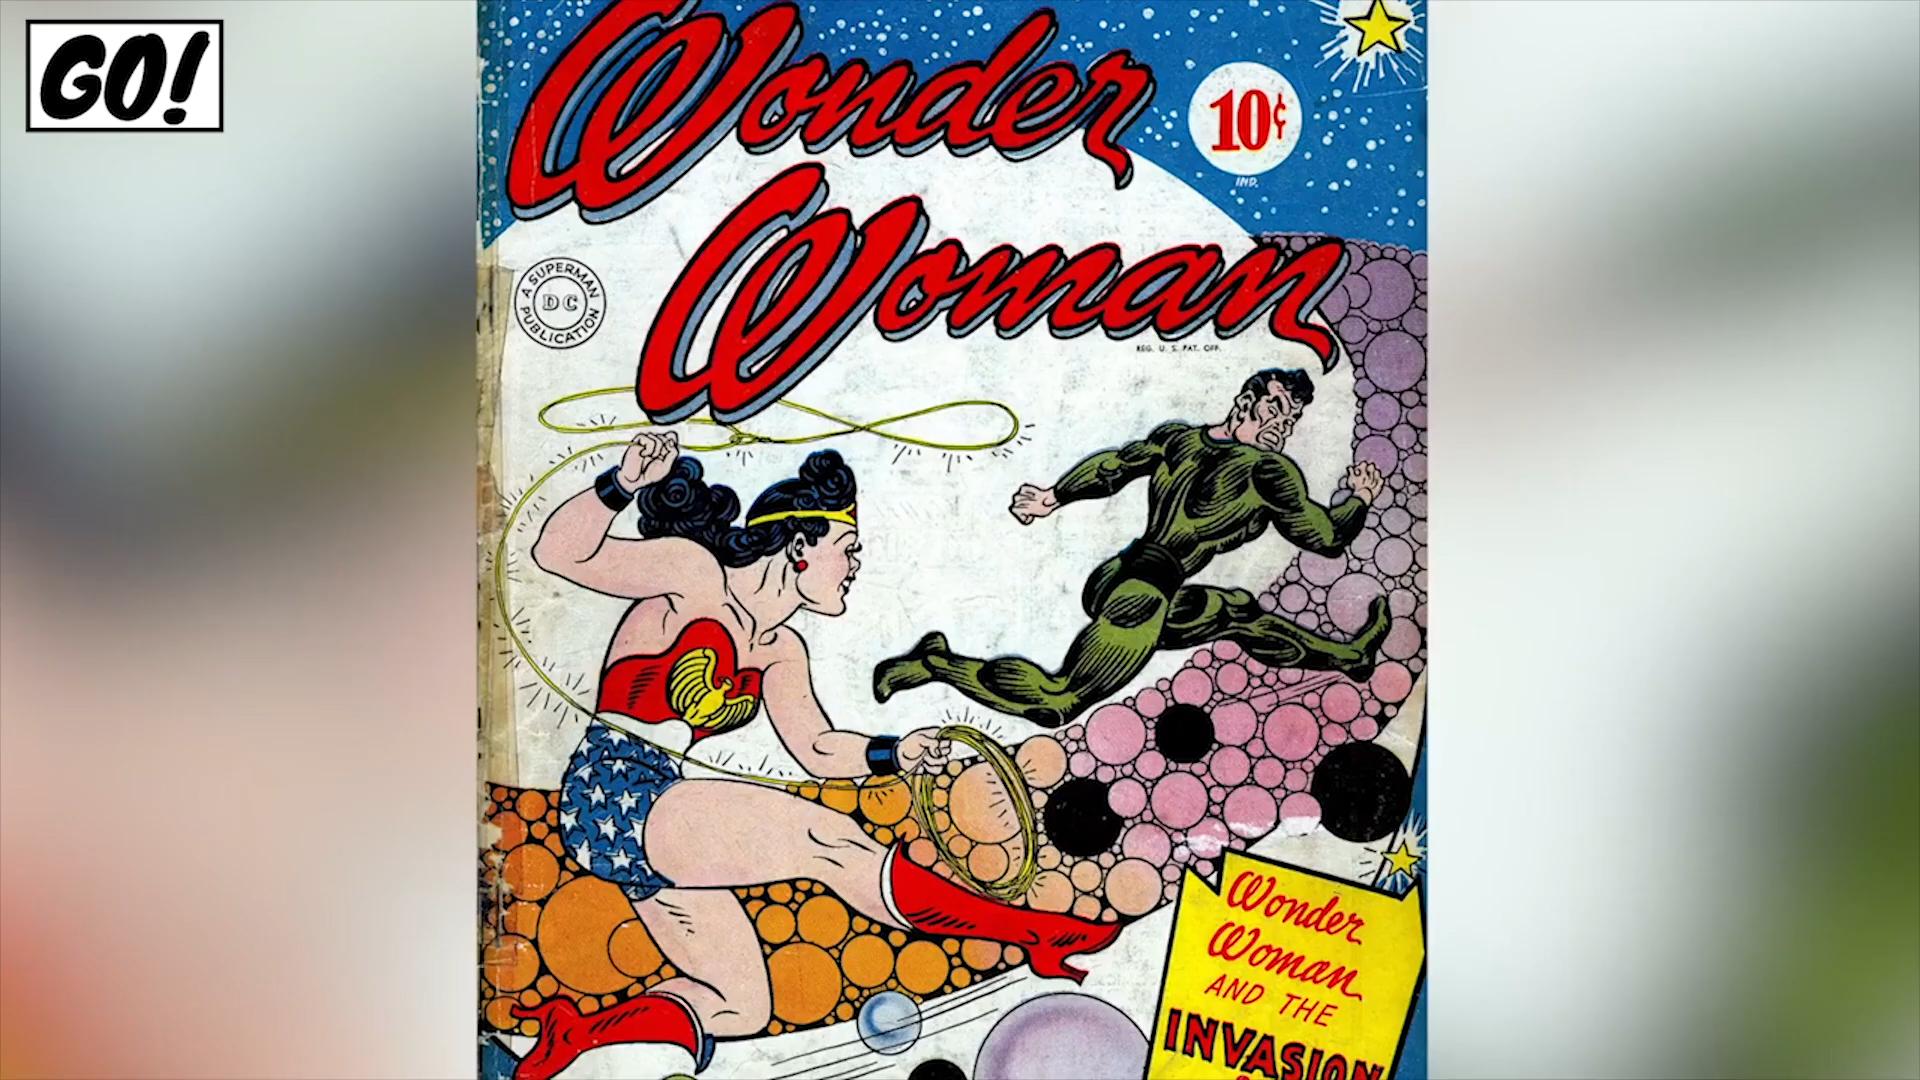 GO!
Wonder
Woman
10¢
IND.
A SUPERMAN
DC
PUBLICATION
REG. U. S. PAT. OFF.
Wonder
Woman
AND THE
INVASION